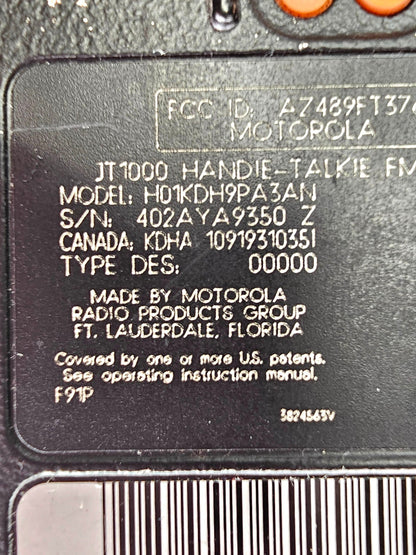 FCC ID: AZ489FT37
MOTOROLA
JT1000 HANDIE-TALKIE FM
MODEL: H01KDH9PA3AN
S/N: 402AYA9350 Z
CANADA: KDHA 10919310351
TYPE DES: 00000
MADE BY MOTOROLA
RADIO PRODUCTS GROUP
FT. LAUDERDALE, FLORIDA
Covered by one or more U.S. patents.
See operating instruction manual.
F91P
3824563V